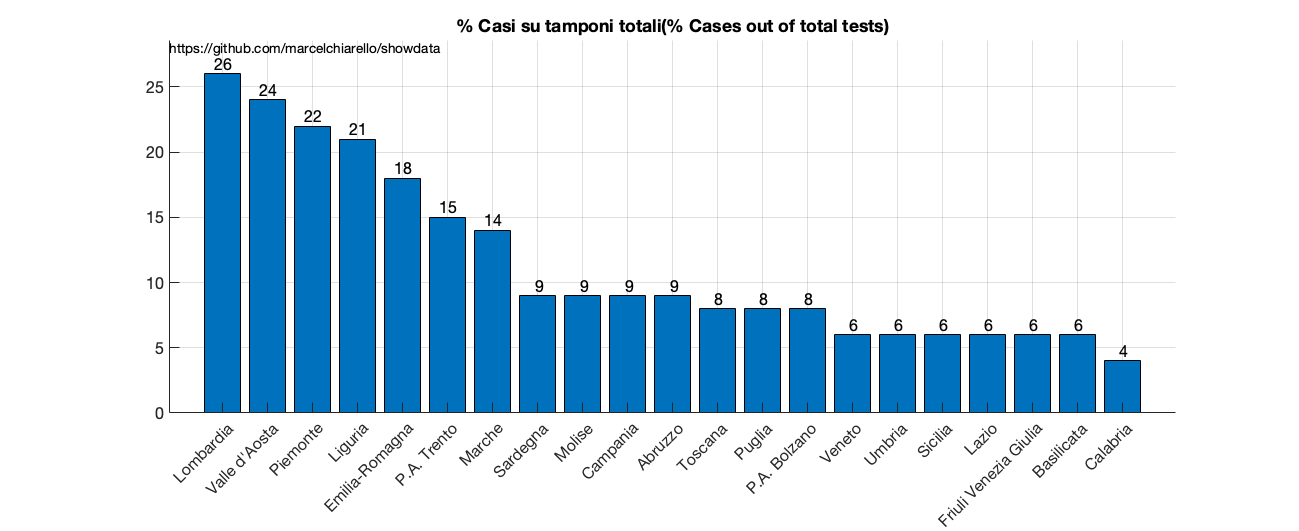 % Casi su tamponi totali(% Cases out of total tests)
https://github.com/marcelchiarello/showdata
26
24
22
21
18
15
14
9
9
9
9
8
8
8
6
6
6
6
6
6
4
25
20
15
10
5
0
Lombardia
Valle d'Aosta
Piemonte
Liguria
Emilia-Romagna
P.A. Trento
Marche
Sardegna
Molise
Campania
Abruzzo
Toscana
Puglia
P.A. Bolzano
Veneto
Umbria
Sicilia
Lazio
Friuli Venezia Giulia
Basilicata
Calabria